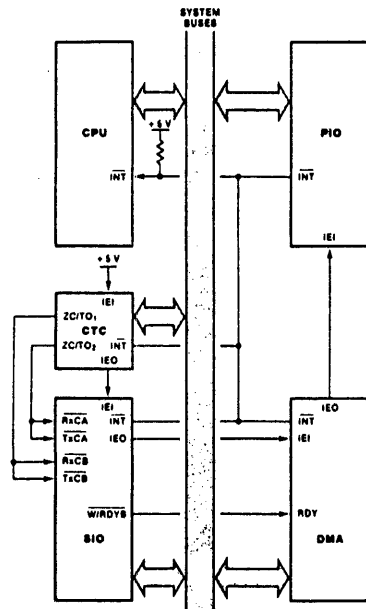 SYSTEM
BUSES
CPU
+5 V
INT
PIO
INT
IEI
+5 V
IEI
ZC/TO1
CTC
ZC/TO2
INT
IEO
IEI
RxCA
INT
TxCA
IEO
RxCB
TxCB
W/RDYB
SIO
IEO
INT
IEI
RDY
DMA